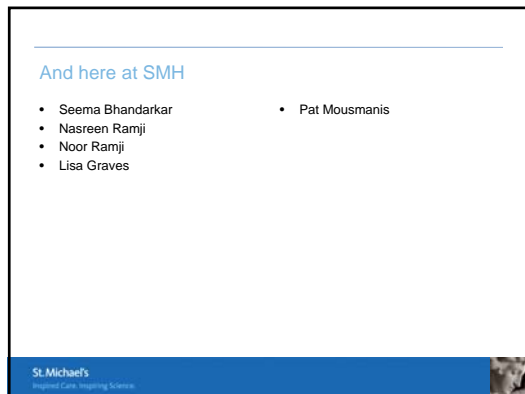 And here at SMH
• Seema Bhandarkar
• Nasreen Ramji
• Noor Ramji
• Lisa Graves
• Pat Mousmanis
St. Michael's
Inspired Care. Inspiring Science.